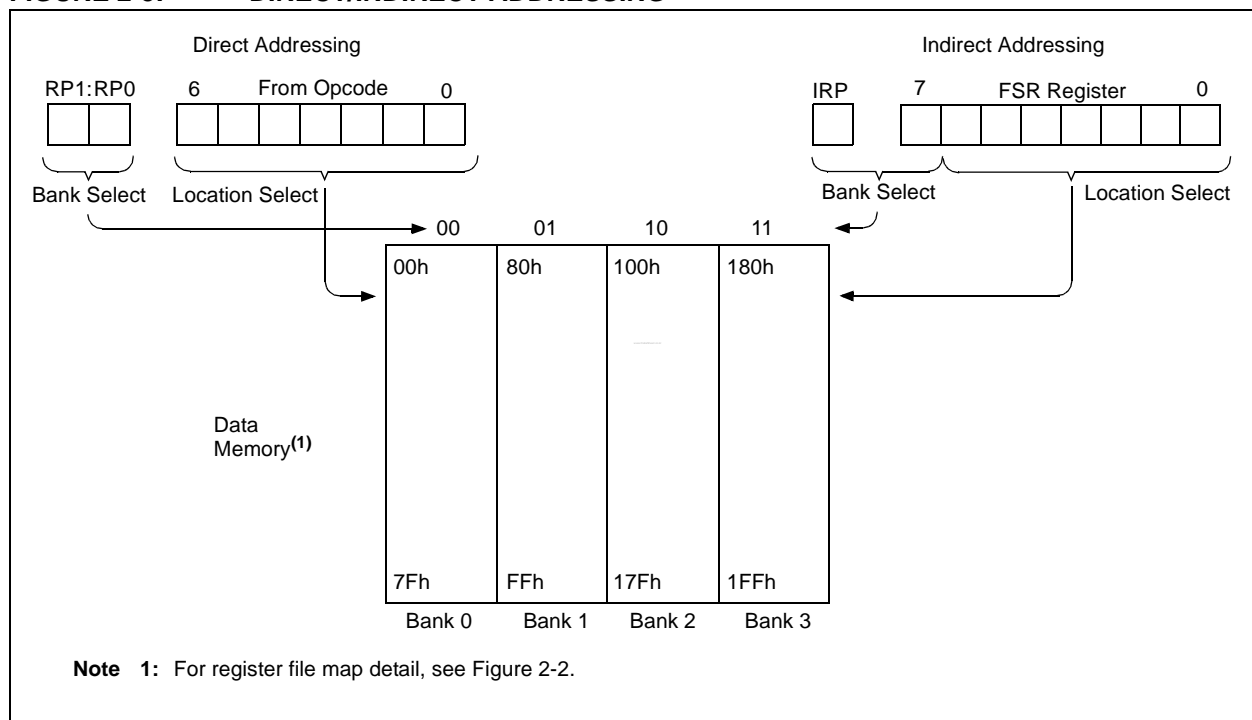 Direct Addressing
Indirect Addressing
RP1:RP0 6 From Opcode 0
IRP 7 FSR Register 0
Bank Select Location Select
Bank Select Location Select
00 01 10 11
00h 80h 100h 180h
Data
Memory(1)
7Fh FFh 17Fh 1FFh
Bank 0 Bank 1 Bank 2 Bank 3
Note 1: For register file map detail, see Figure 2-2.